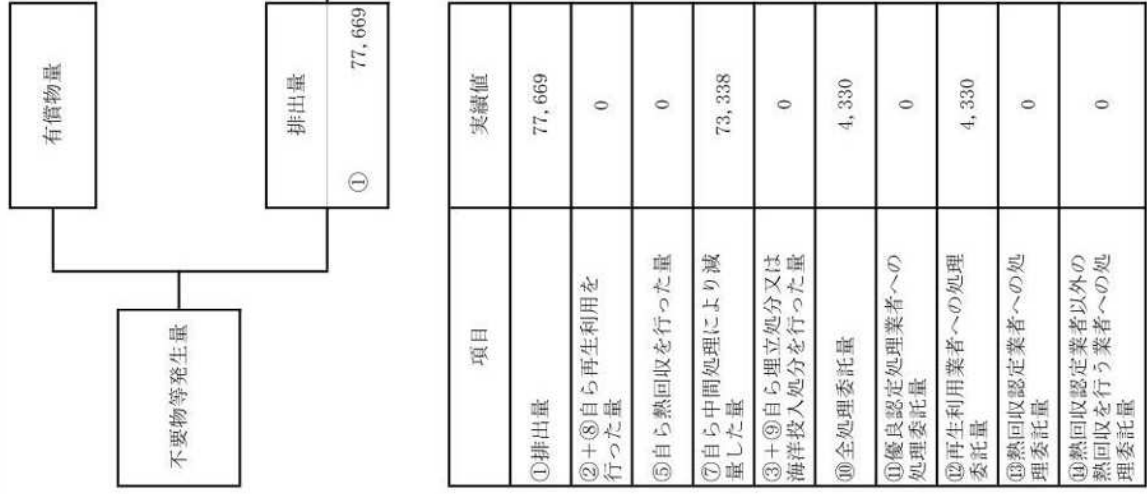 不要物等発生量
有償物量
排出量
① 77,669
項目 実績値
①排出量 77,669
②+⑧自ら再生利用を
行った量 0
⑤自ら熱回収を行った量 0
⑦自ら中間処理により減
量した量 73,338
③+⑨自ら埋立処分又は
海洋投入処分を行った量 0
⑩全処理委託量 4,330
⑪優良認定処理業者への
処理委託量 0
⑫再生利用業者への処理
委託量 4,330
⑬熱回収認定業者への処
理委託量 0
⑭熱回収認定業者以外の
熱回収を行う業者への処
理委託量 0